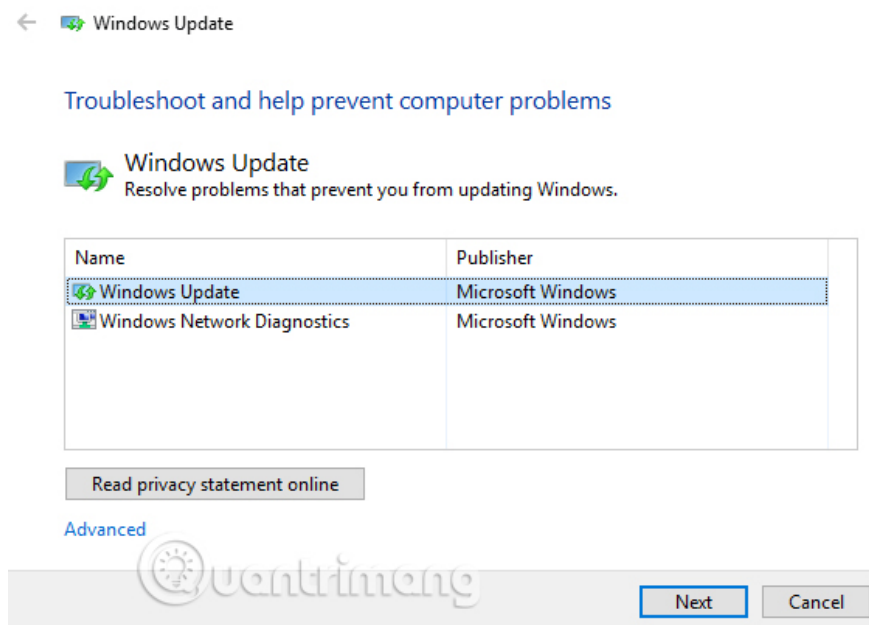 Windows Update
Troubleshoot and help prevent computer problems
Windows Update
Resolve problems that prevent you from updating Windows.
Name Publisher
Windows Update Microsoft Windows
Windows Network Diagnostics Microsoft Windows
Read privacy statement online
Advanced
Quantrimang
Next Cancel